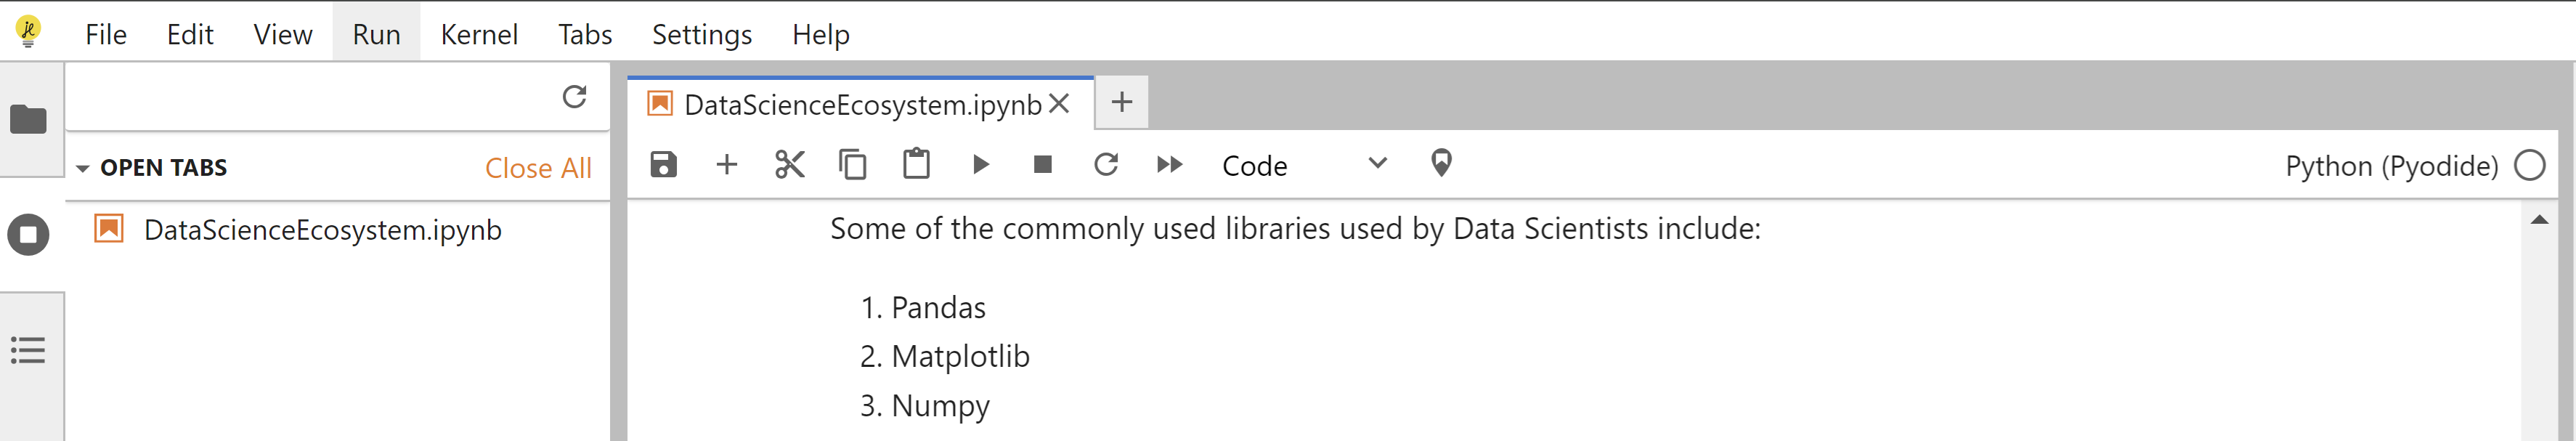 File Edit View Run Kernel Tabs Settings Help
OPEN TABS Close All
DataScienceEcosystem.ipynb
DataScienceEcosystem.ipynb
Code Python (Pyodide)
Some of the commonly used libraries used by Data Scientists include:
1. Pandas
2. Matplotlib
3. Numpy